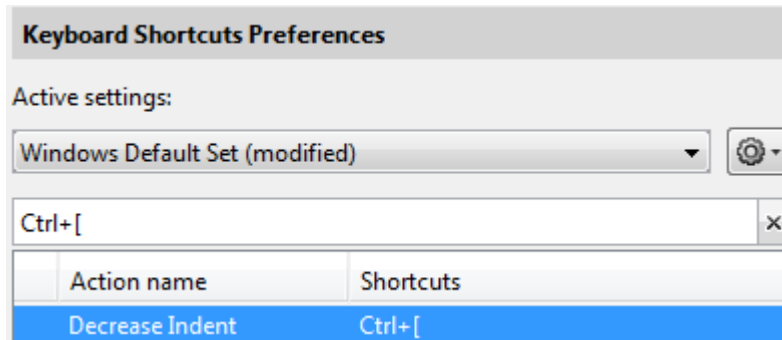 Keyboard Shortcuts Preferences
Active settings:
Windows Default Set (modified)
Ctrl+[
Action name Shortcuts
Decrease Indent Ctrl+[